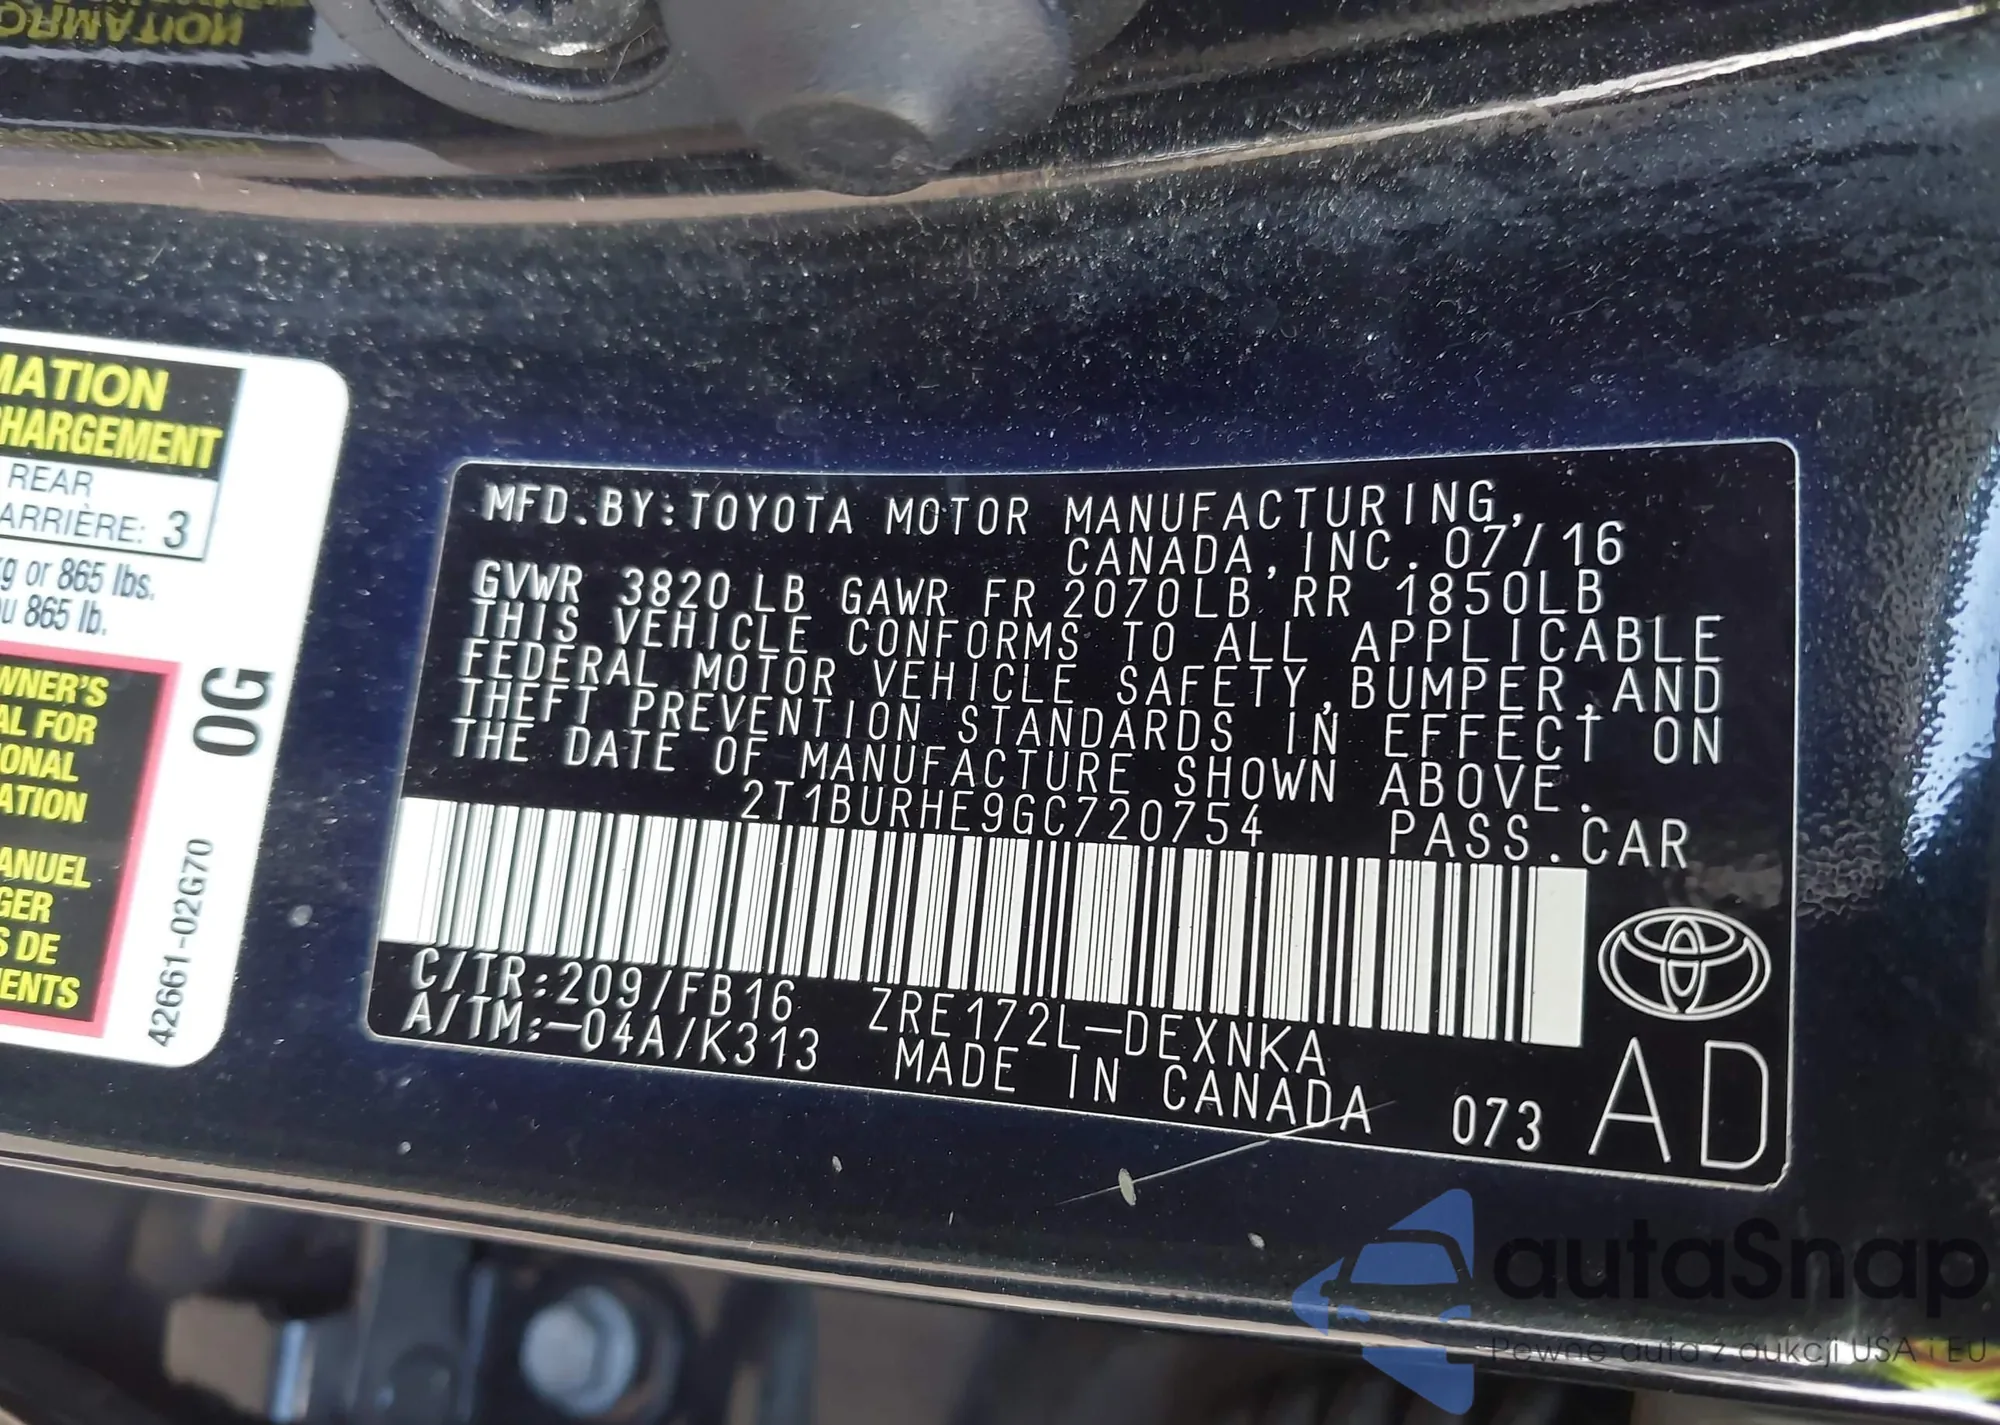 MATION
HARGEMENT
REAR
ARRIÈRE: 3
kg or 865 lbs.
ou 865 lb.
WNER'S
AL FOR
IONAL
ATION
ANUEL
GER
S DE
ENTS
0G
42661-02G70
MFD.BY:TOYOTA MOTOR MANUFACTURING,
CANADA,INC. 07/16
GVWR 3820LB GAWR FR 2070LB RR 1850LB
THIS VEHICLE CONFORMS TO ALL APPLICABLE
FEDERAL MOTOR VEHICLE SAFETY,BUMPER,AND
THEFT PREVENTION STANDARDS IN EFFECT ON
THE DATE OF MANUFACTURE SHOWN ABOVE.
2T1BURHE9GC720754 PASS.CAR
C/TR:209/FB16 ZRE172L-DEXNKA
A/TM:-04A/K313 MADE IN CANADA 073 AD
autaSnap
Pewne auta z aukcji USA i EU